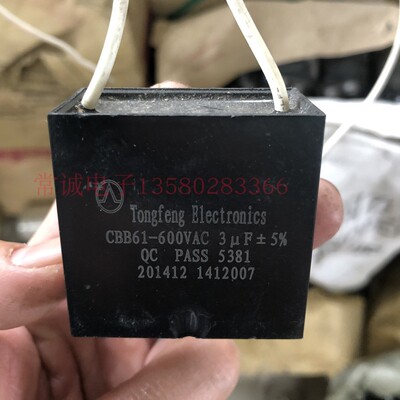 Tongfeng Electronics
常诚电子13580283366
CBB61-600VAC 3μF±5%
QC PASS 5381
201412 1412007